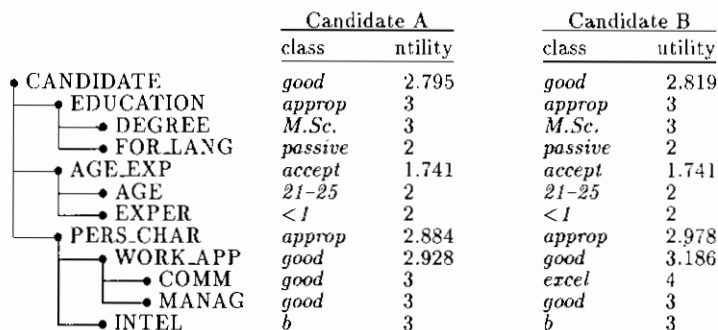 Candidate A Candidate B
class ntility class utility
CANDIDATE good 2.795 good 2.819
EDUCATION approp 3 approp 3
DEGREE M.Sc. 3 M.Sc. 3
FOR_LANG passive 2 passive 2
AGE_EXP accept 1.741 accept 1.741
AGE 21-25 2 21-25 2
EXPER <1 2 <1 2
PERS_CHAR approp 2.884 approp 2.978
WORK_APP good 2.928 good 3.186
COMM good 3 excel 4
MANAG good 3 good 3
INTEL b 3 b 3